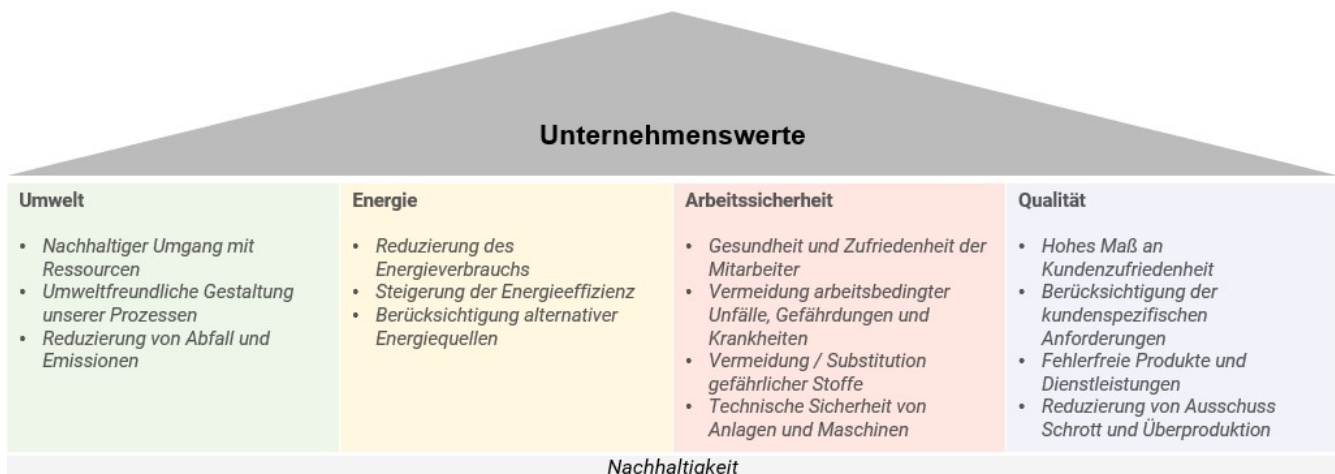 Unternehmenswerte
Umwelt
• Nachhaltiger Umgang mit
Ressourcen
• Umweltfreundliche Gestaltung
unserer Prozessen
• Reduzierung von Abfall und
Emissionen
Energie
• Reduzierung des
Energieverbrauchs
• Steigerung der Energieeffizienz
• Berücksichtigung alternativer
Energiequellen
Arbeitssicherheit
• Gesundheit und Zufriedenheit der
Mitarbeiter
• Vermeidung arbeitsbedingter
Unfälle, Gefährdungen und
Krankheiten
• Vermeidung / Substitution
gefährlicher Stoffe
• Technische Sicherheit von
Anlagen und Maschinen
Qualität
• Hohes Maß an
Kundenzufriedenheit
• Berücksichtigung der
kundenspezifischen
Anforderungen
• Fehlerfreie Produkte und
Dienstleistungen
• Reduzierung von Ausschuss
Schrott und Überproduktion
Nachhaltigkeit